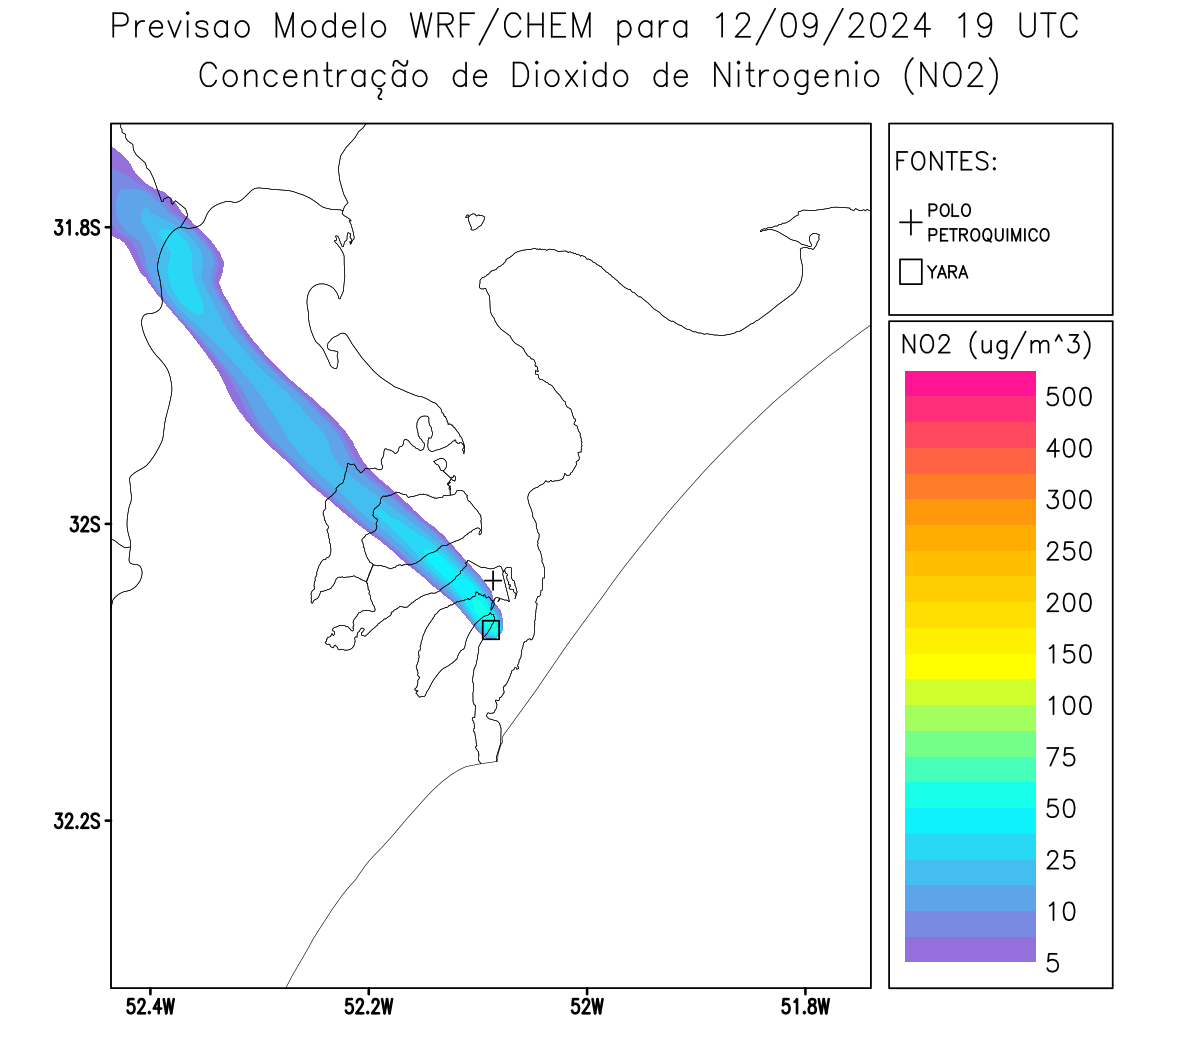 Previsao Modelo WRF/CHEM para 12/09/2024 19 UTC
Concentração de Dioxido de Nitrogenio (NO2)
FONTES:
POLO
PETROQUIMICO
YARA
NO2 (ug/m^3)
500
400
300
250
200
150
100
75
50
25
10
5
31.8S
32S
32.2S
52.4W
52.2W
52W
51.8W